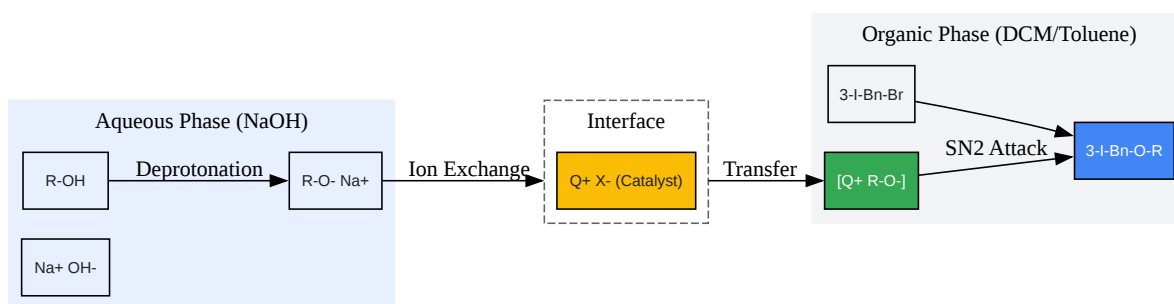 Organic Phase (DCM/Toluene)
3-I-Bn-Br
Aqueous Phase (NaOH)
Interface
SN2 Attack
3-I-Bn-O-R
R-OH
Deprotonation
R-O- Na+
Ion Exchange
Q+ X- (Catalyst)
Transfer
[Q+ R-O-]
Na+ OH-